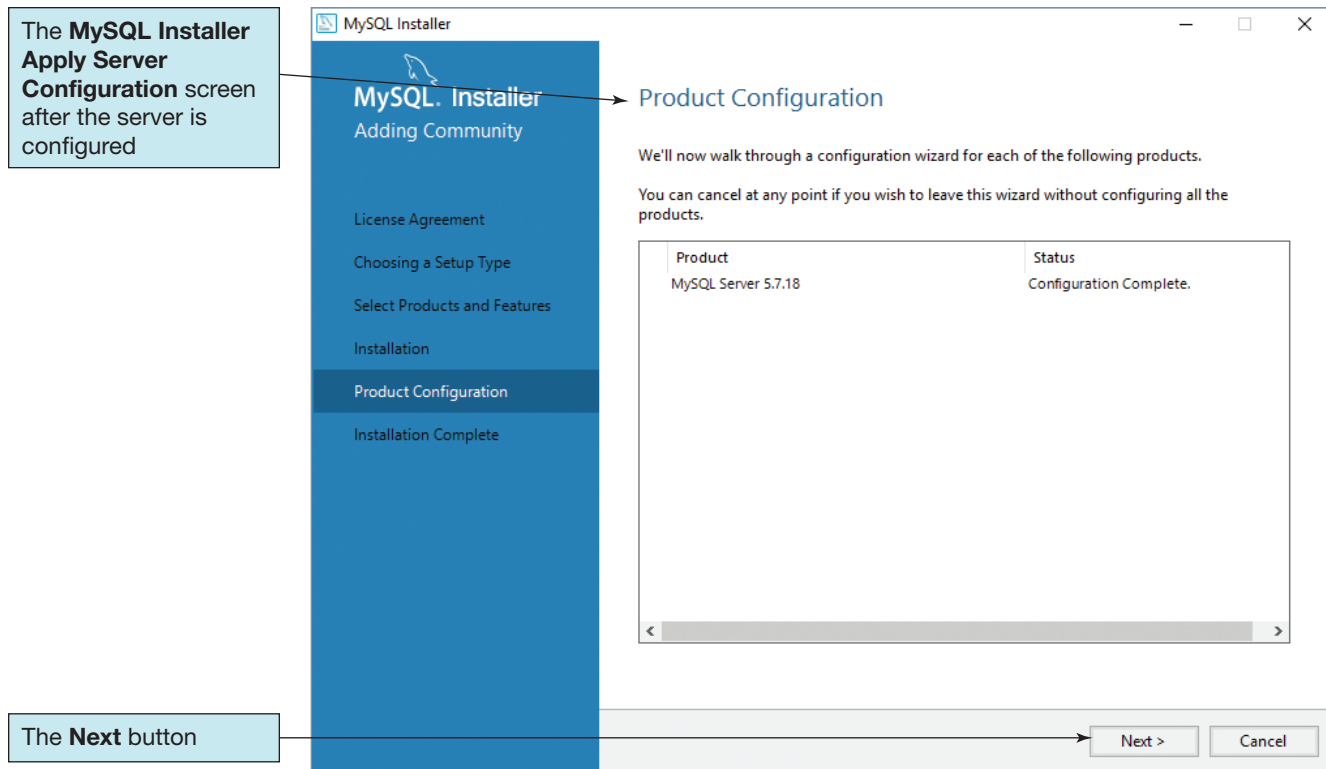 The MySQL Installer
Apply Server
Configuration screen
after the server is
configured
MySQL Installer
MySQL. Installer
Adding Community
License Agreement
Choosing a Setup Type
Select Products and Features
Installation
Product Configuration
Installation Complete
Product Configuration
We'll now walk through a configuration wizard for each of the following products.
You can cancel at any point if you wish to leave this wizard without configuring all the
products.
Product Status
MySQL Server 5.7.18 Configuration Complete.
The Next button
Next >
Cancel